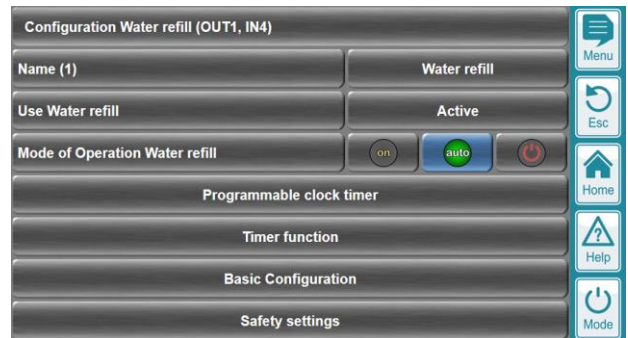 Configuration Water refill (OUT1, IN4)
Name (1) Water refill
Use Water refill Active
Mode of Operation Water refill on auto
Programmable clock timer
Timer function
Basic Configuration
Safety settings
Menu
Esc
Home
?
Help
Mode